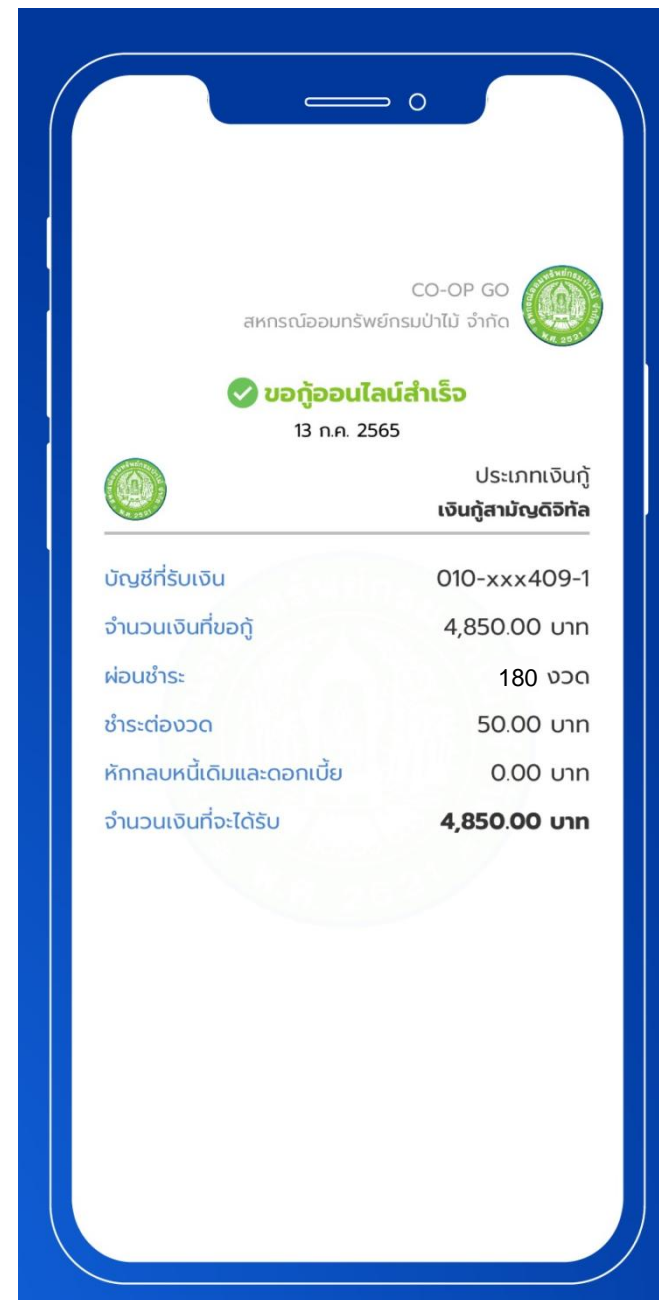 CO-OP GO
สหกรณ์ออมทรัพย์กรมป่าไม้ จำกัด
ขอกู้ออนไลน์สำเร็จ
13 ก.ค. 2565
ประเภทเงินกู้
เงินกู้สามัญดิจิทัล
บัญชีที่รับเงิน 010-xxx409-1
จำนวนเงินที่ขอกู้ 4,850.00 บาท
ผ่อนชำระ 180 งวด
ชำระต่องวด 50.00 บาท
หักกลบหนี้เดิมและดอกเบี้ย 0.00 บาท
จำนวนเงินที่จะได้รับ 4,850.00 บาท